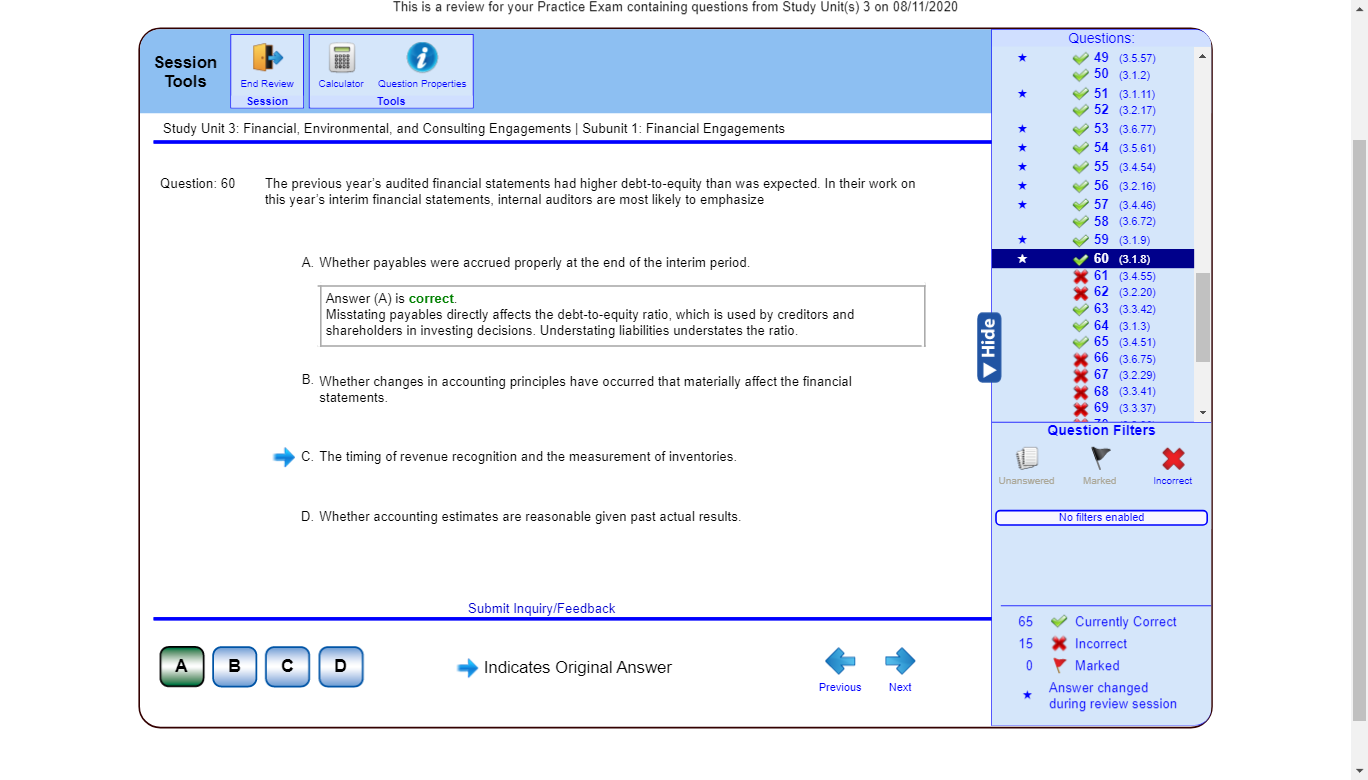 This is a review for your Practice Exam containing questions from Study Unit(s) 3 on 08/11/2020
Session
Tools
End Review
Session
Calculator
Question Properties
Tools
Study Unit 3: Financial, Environmental, and Consulting Engagements | Subunit 1: Financial Engagements
Question: 60
The previous year's audited financial statements had higher debt-to-equity than was expected. In their work on
this year's interim financial statements, internal auditors are most likely to emphasize
A. Whether payables were accrued properly at the end of the interim period.
Answer (A) is correct.
Misstating payables directly affects the debt-to-equity ratio, which is used by creditors and
shareholders in investing decisions. Understating liabilities understates the ratio.
B. Whether changes in accounting principles have occurred that materially affect the financial
statements.
C. The timing of revenue recognition and the measurement of inventories.
D. Whether accounting estimates are reasonable given past actual results.
Submit Inquiry/Feedback
A B C D
Indicates Original Answer
Previous
Next
Hide
Questions:
49 (3.5.57)
50 (3.1.2)
51 (3.1.11)
52 (3.2.17)
53 (3.6.77)
54 (3.5.61)
55 (3.4.54)
56 (3.2.16)
57 (3.4.46)
58 (3.6.72)
59 (3.1.9)
60 (3.1.8)
61 (3.4.55)
62 (3.2.20)
63 (3.3.42)
64 (3.1.3)
65 (3.4.51)
66 (3.6.75)
67 (3.2.29)
68 (3.3.41)
69 (3.3.37)
Question Filters
Unanswered
Marked
Incorrect
No filters enabled
65 Currently Correct
15 Incorrect
0 Marked
Answer changed
during review session